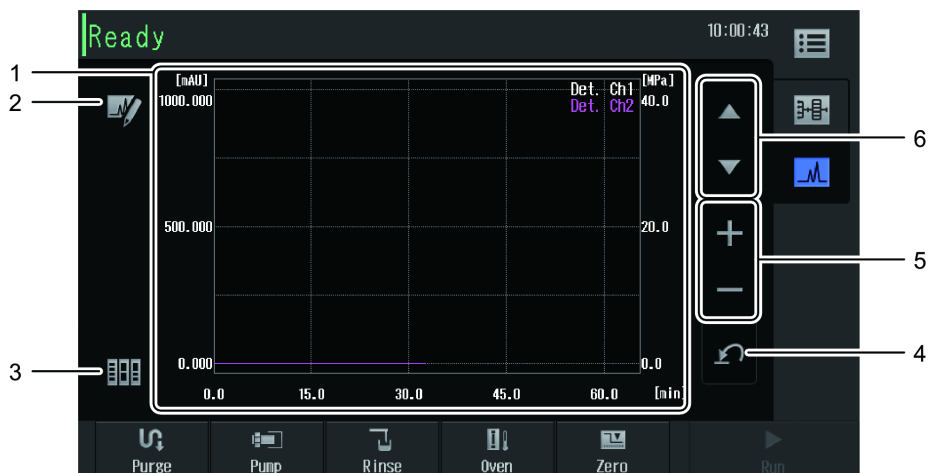 Ready
10:00:43
1
2
3
[mAU]
1000.000
500.000
0.000
Det. Ch1
Det. Ch2
[MPa]
40.0
20.0
0.0
0.0 15.0 30.0 45.0 60.0 [min]
6
5
4
Purge Pump Rinse Oven Zero Run